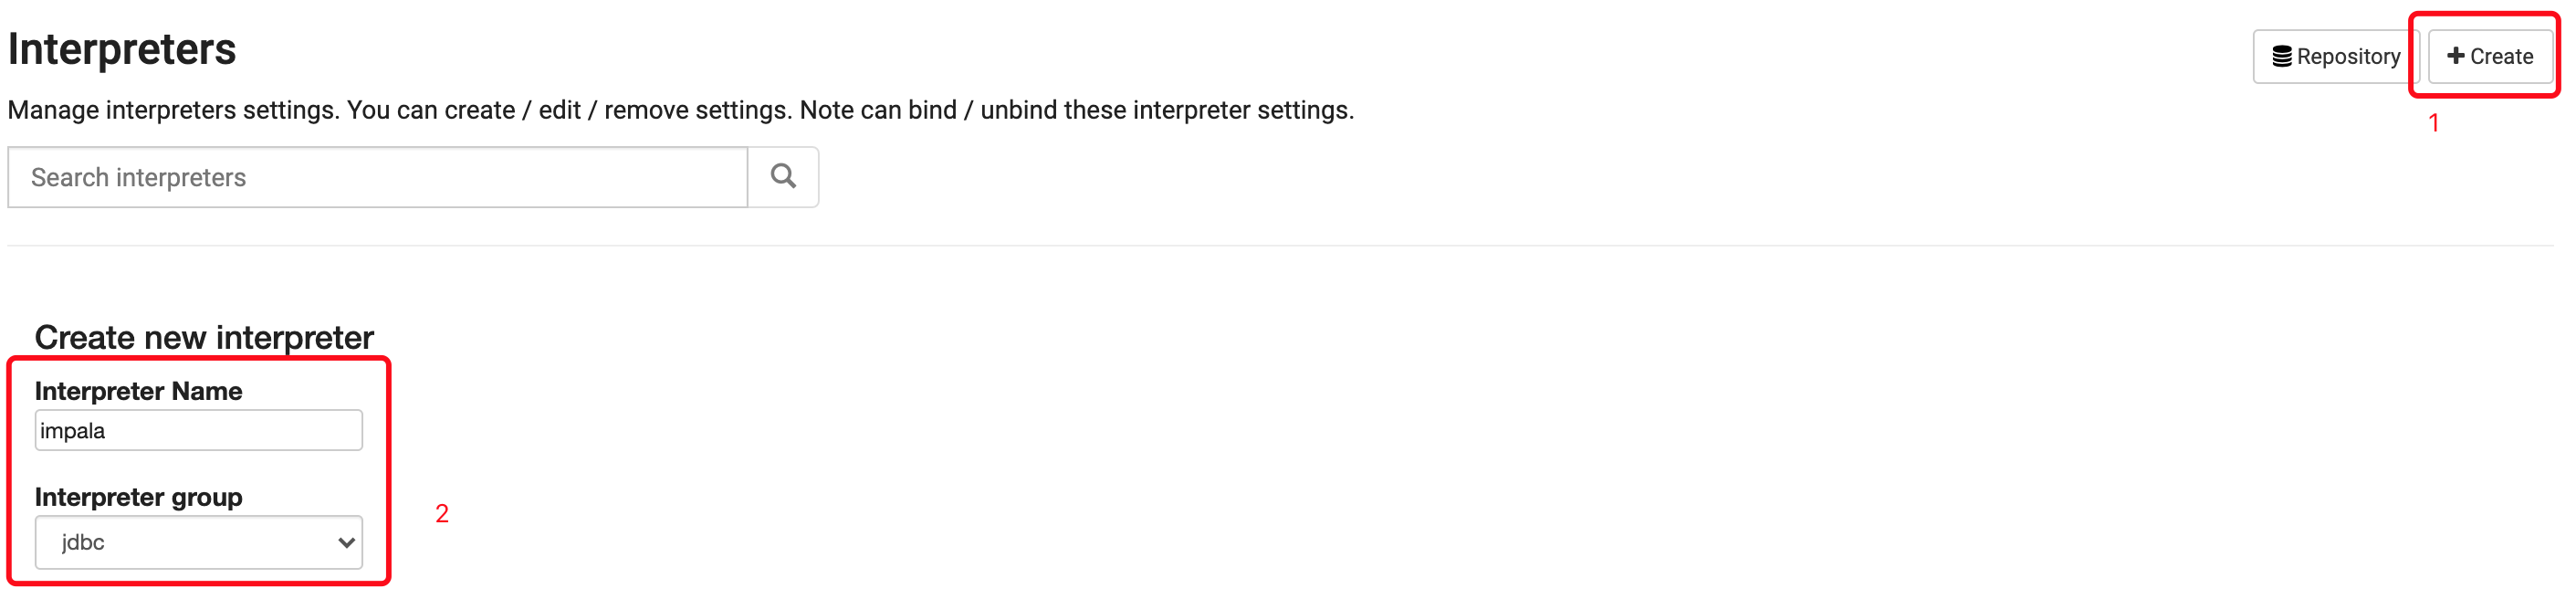 Interpreters
Repository
Create
1
Manage interpreters settings. You can create / edit / remove settings. Note can bind / unbind these interpreter settings.
Search interpreters
Create new interpreter
Interpreter Name
impala
Interpreter group
2
jdbc